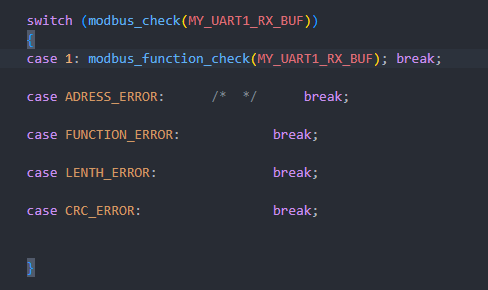 switch (modbus_check(MY_UART1_RX_BUF))
{
case 1: modbus_function_check(MY_UART1_RX_BUF); break;
case ADRESS_ERROR: /* */ break;
case FUNCTION_ERROR: break;
case LENTH_ERROR: break;
case CRC_ERROR: break;
}